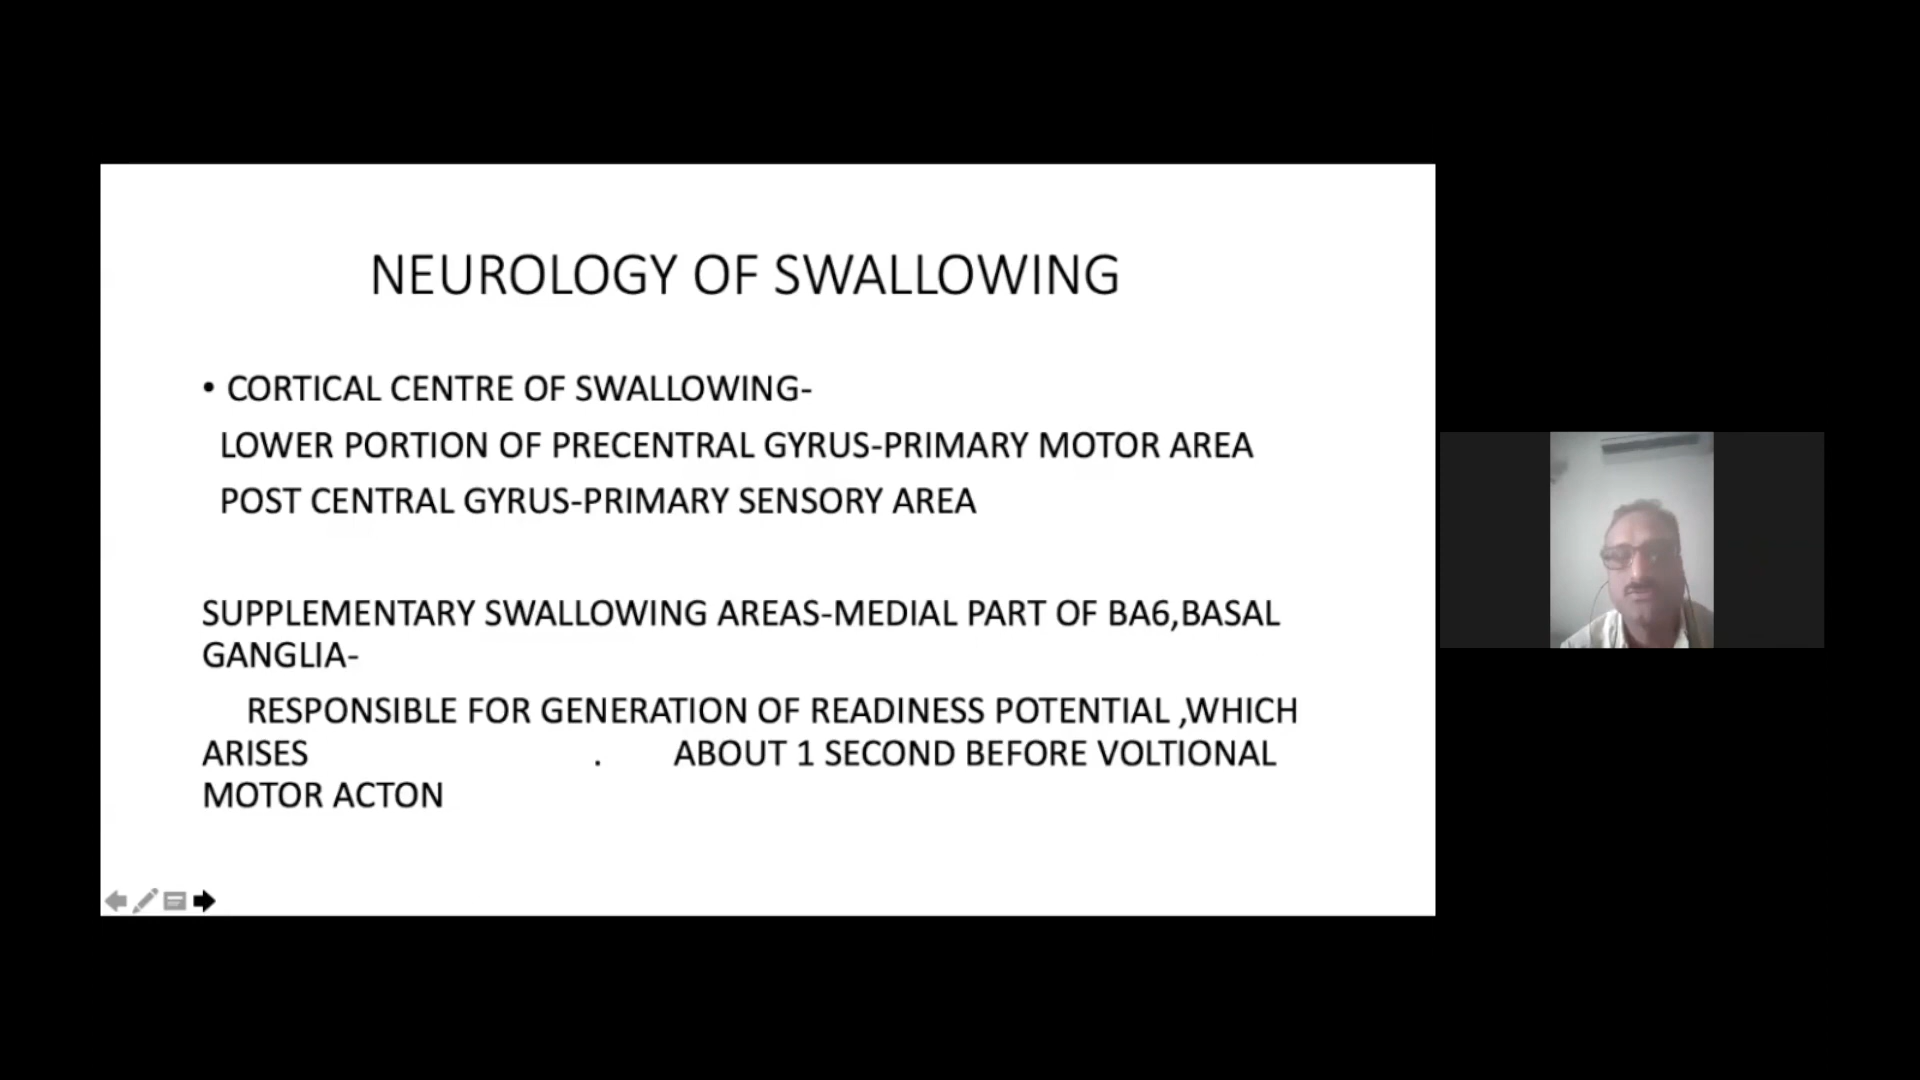 NEUROLOGY OF SWALLOWING
• CORTICAL CENTRE OF SWALLOWING-
LOWER PORTION OF PRECENTRAL GYRUS-PRIMARY MOTOR AREA
POST CENTRAL GYRUS-PRIMARY SENSORY AREA
SUPPLEMENTARY SWALLOWING AREAS-MEDIAL PART OF BA6,BASAL
GANGLIA-
RESPONSIBLE FOR GENERATION OF READINESS POTENTIAL ,WHICH
ARISES . ABOUT 1 SECOND BEFORE VOLTIONAL
MOTOR ACTON